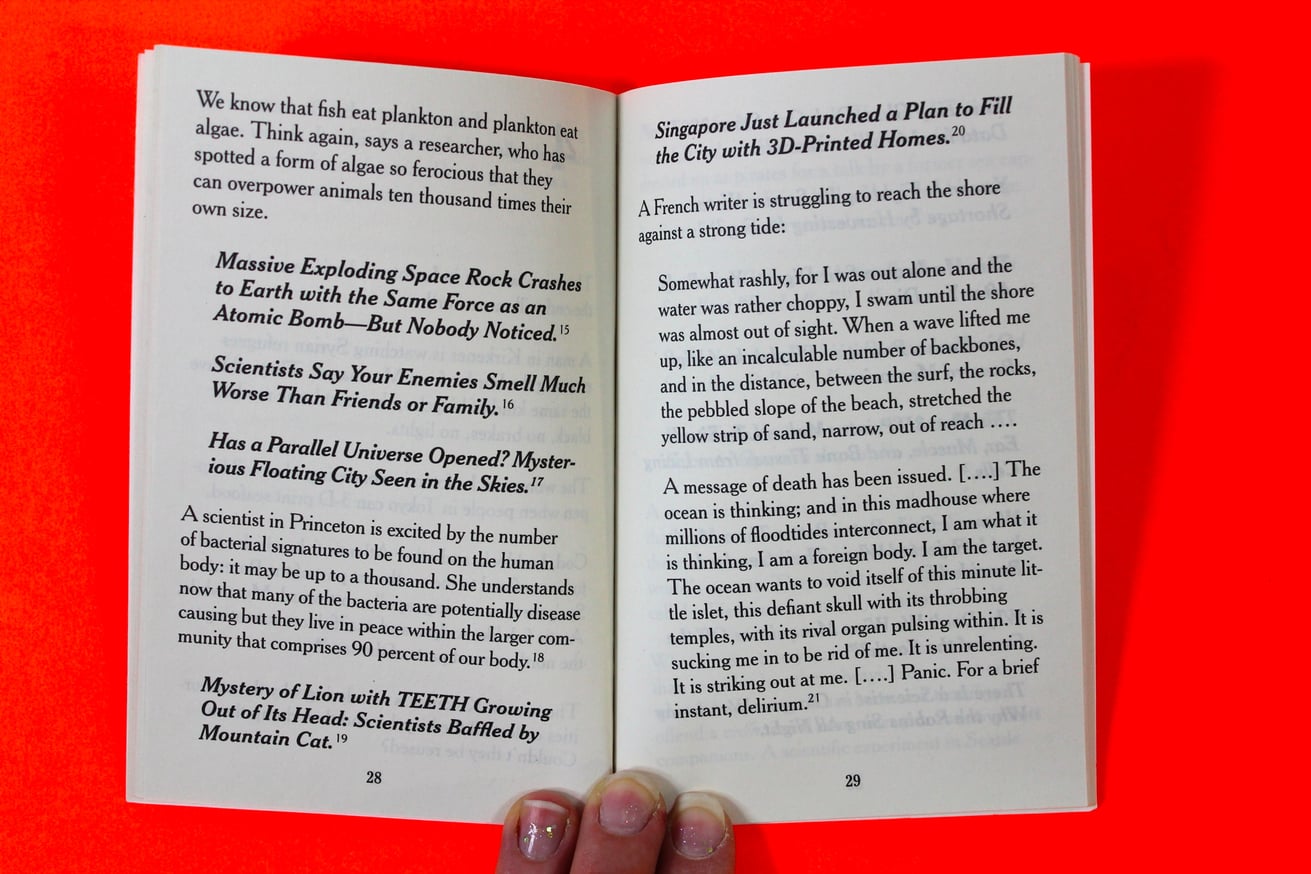 We know that fish eat plankton and plankton eat
algae. Think again, says a researcher, who has
spotted a form of algae so ferocious that they
can overpower animals ten thousand times their
own size.
Massive Exploding Space Rock Crashes
to Earth with the Same Force as an
Atomic Bomb—But Nobody Noticed.15
Scientists Say Your Enemies Smell Much
Worse Than Friends or Family.16
Has a Parallel Universe Opened? Myster-
ious Floating City Seen in the Skies.17
A scientist in Princeton is excited by the number
of bacterial signatures to be found on the human
body: it may be up to a thousand. She understands
now that many of the bacteria are potentially disease
causing but they live in peace within the larger com-
munity that comprises 90 percent of our body.18
Mystery of Lion with TEETH Growing
Out of Its Head: Scientists Baffled by
Mountain Cat.19
28
Singapore Just Launched a Plan to Fill
the City with 3D-Printed Homes.20
A French writer is struggling to reach the shore
against a strong tide:
Somewhat rashly, for I was out alone and the
water was rather choppy, I swam until the shore
was almost out of sight. When a wave lifted me
up, like an incalculable number of backbones,
and in the distance, between the surf, the rocks,
the pebbled slope of the beach, stretched the
yellow strip of sand, narrow, out of reach ....
A message of death has been issued. [....] The
ocean is thinking; and in this madhouse where
millions of floodtides interconnect, I am what it
is thinking, I am a foreign body. I am the target.
The ocean wants to void itself of this minute lit-
tle islet, this defiant skull with its throbbing
temples, with its rival organ pulsing within. It is
sucking me in to be rid of me. It is unrelenting.
It is striking out at me. [....] Panic. For a brief
instant, delirium.21
29